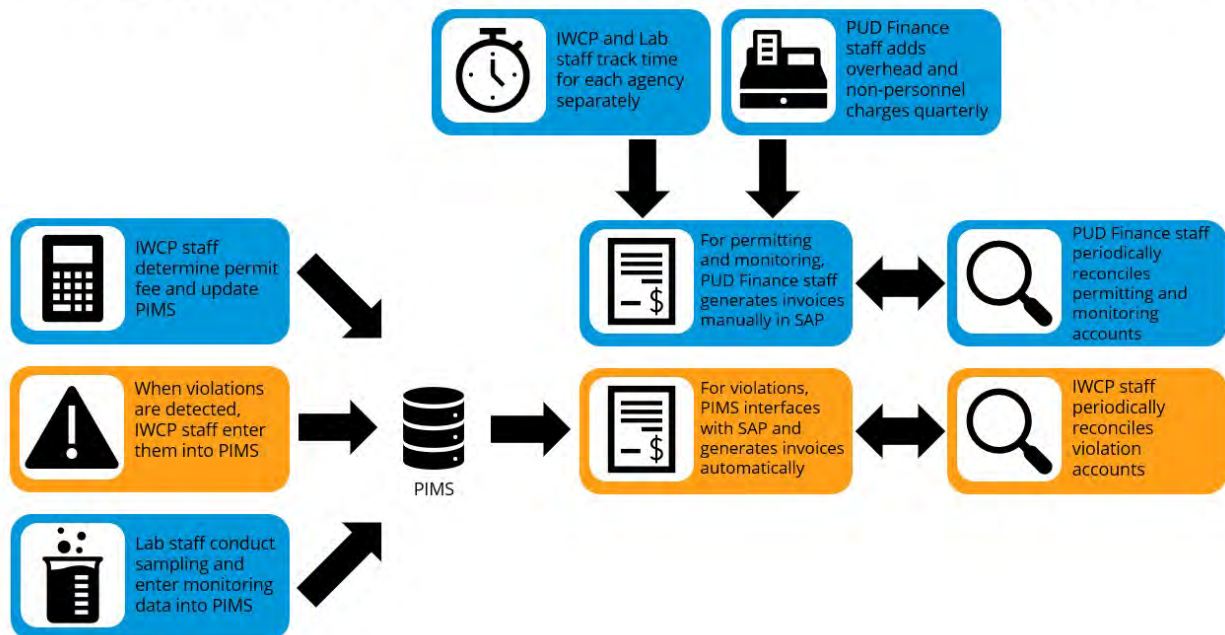 IWCP and Lab
staff track time
for each agency
separately
PUD Finance
staff adds
overhead and
non-personnel
charges quarterly
IWCP staff
determine permit
fee and update
PIMS
For permitting
and monitoring,
PUD Finance staff
generates invoices
manually in SAP
PUD Finance staff
periodically
reconciles
permitting and
monitoring
accounts
When violations
are detected,
IWCP staff enter
them into PIMS
PIMS
For violations,
PIMS interfaces
with SAP and
generates invoices
automatically
IWCP staff
periodically
reconciles
violation
accounts
Lab staff conduct
sampling and
enter monitoring
data into PIMS
$
$